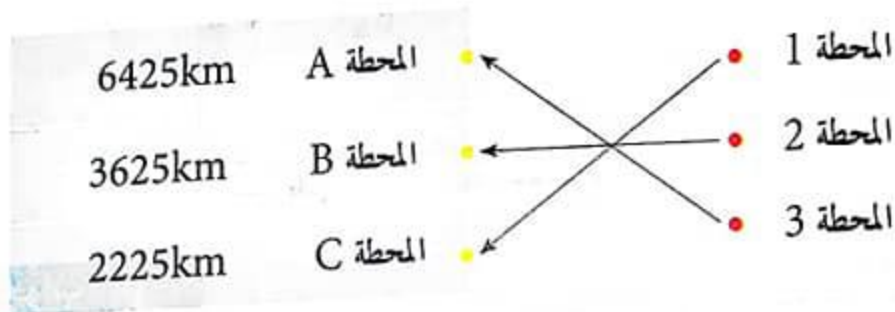 المحطة 1 المحطة A 6425km
المحطة 2 المحطة B 3625km
المحطة 3 المحطة C 2225km